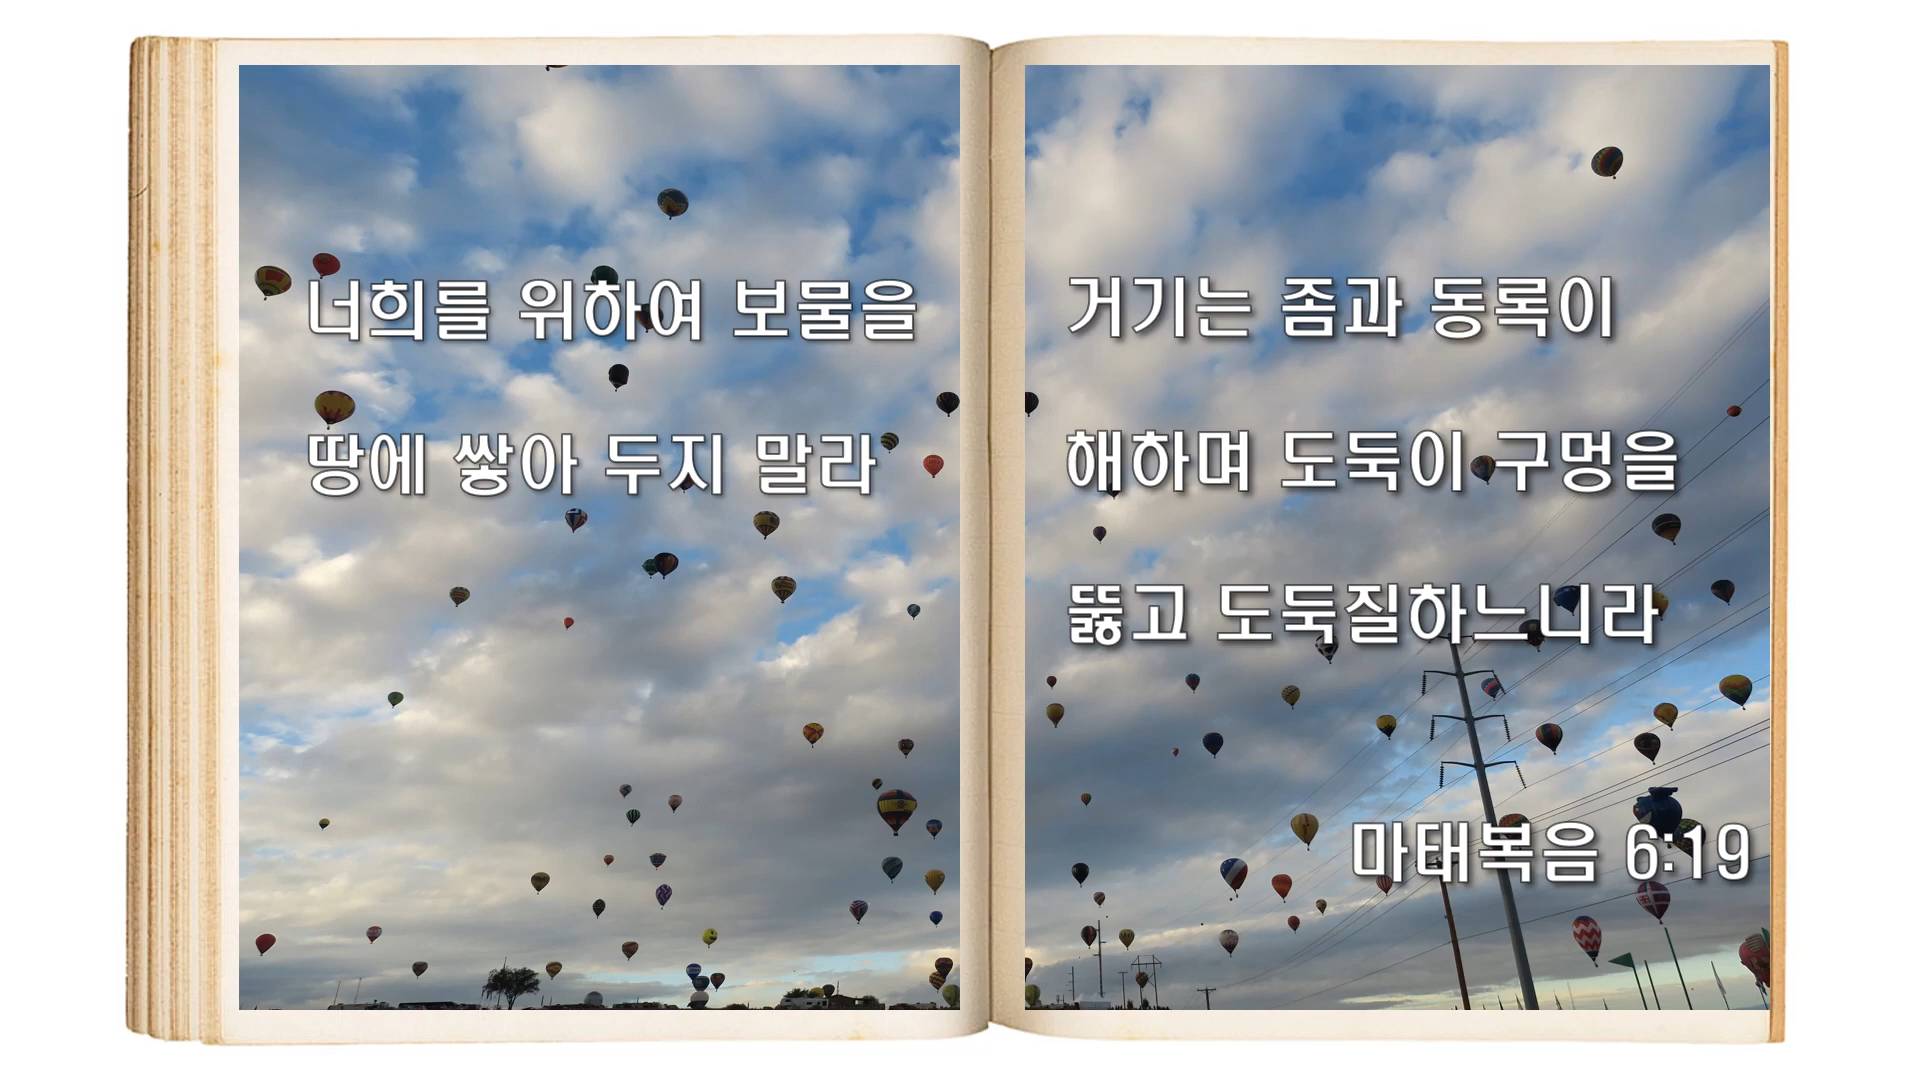 너희를 위하여 보물을
땅에 쌓아 두지 말라
거기는 좀과 동록이
해하며 도둑이 구멍을
뚫고 도둑질하느니라
마태복음 6:19